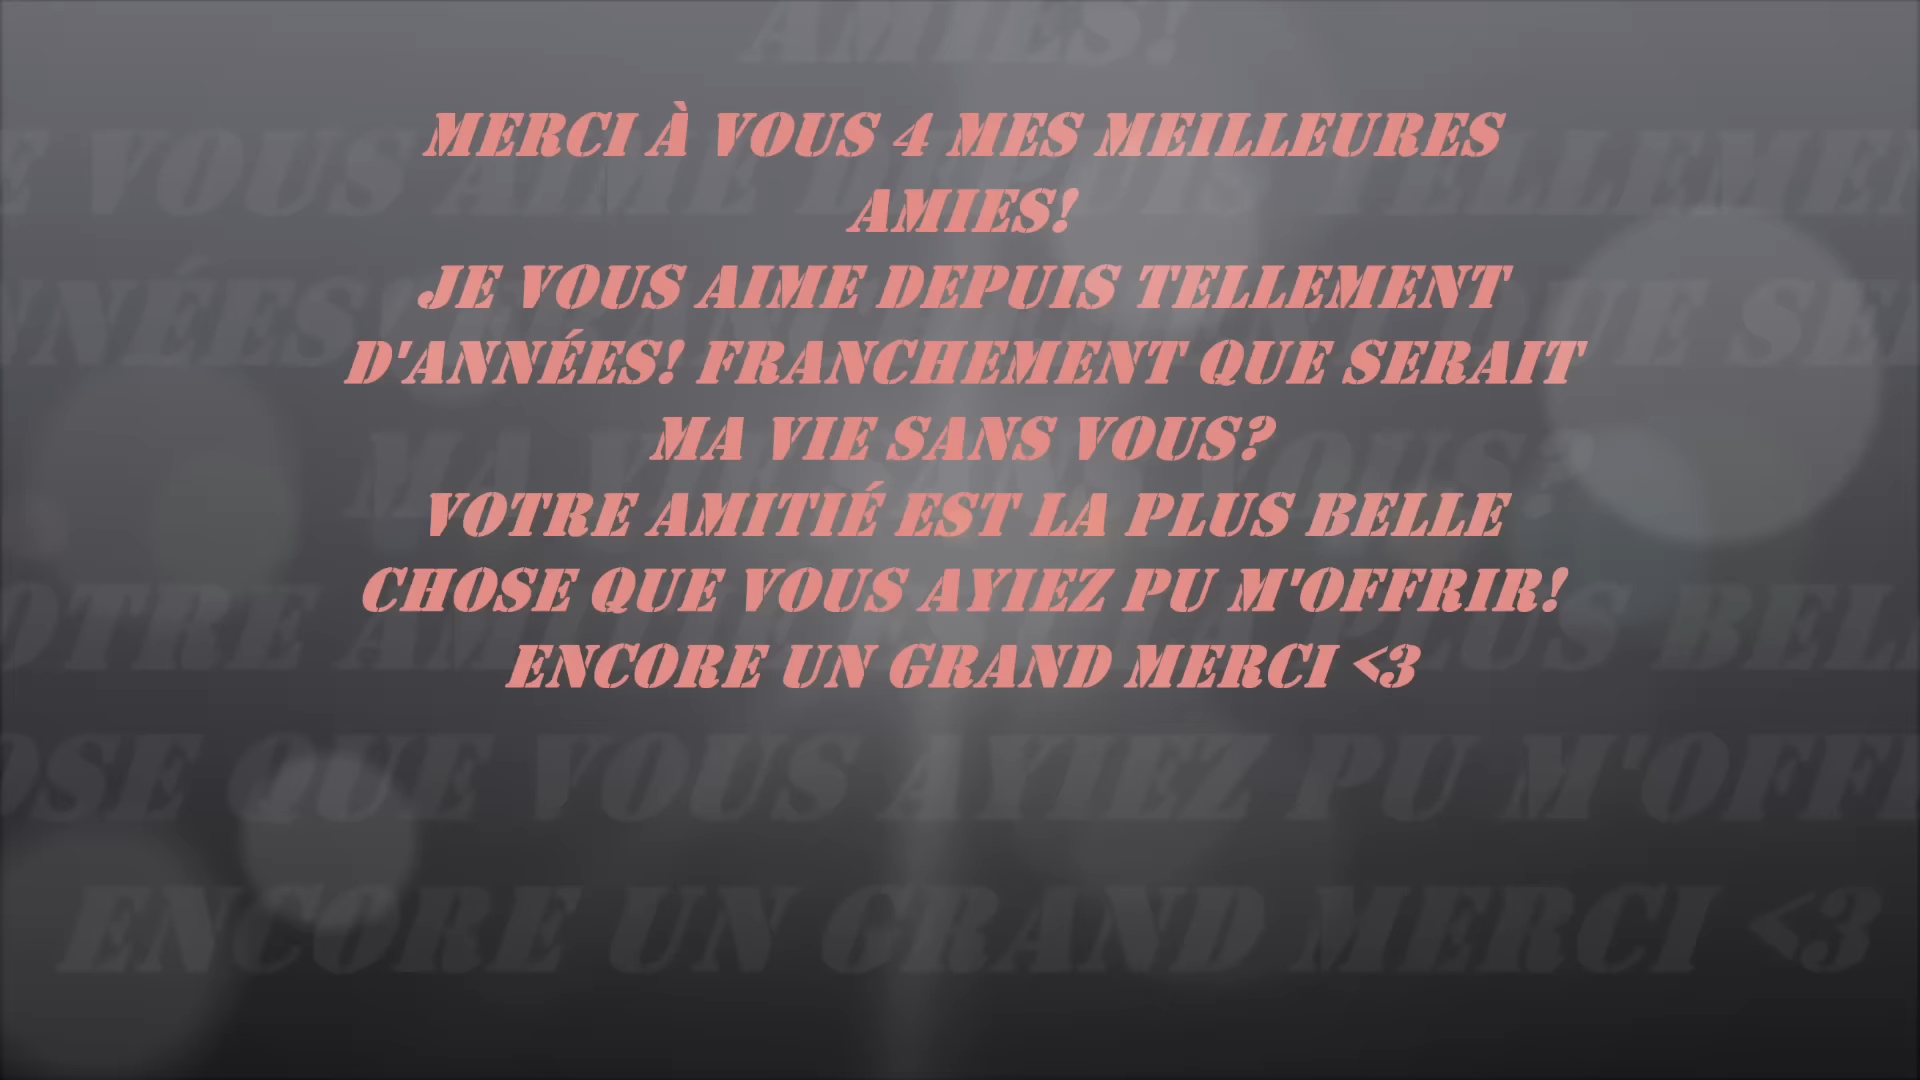 MERCI À VOUS 4 MES MEILLEURES
AMIES!
JE VOUS AIME DEPUIS TELLEMENT
D'ANNÉES! FRANCHEMENT QUE SERAIT
MA VIE SANS VOUS?
VOTRE AMITIÉ EST LA PLUS BELLE
CHOSE QUE VOUS AYIEZ PU M'OFFRIR!
ENCORE UN GRAND MERCI <3